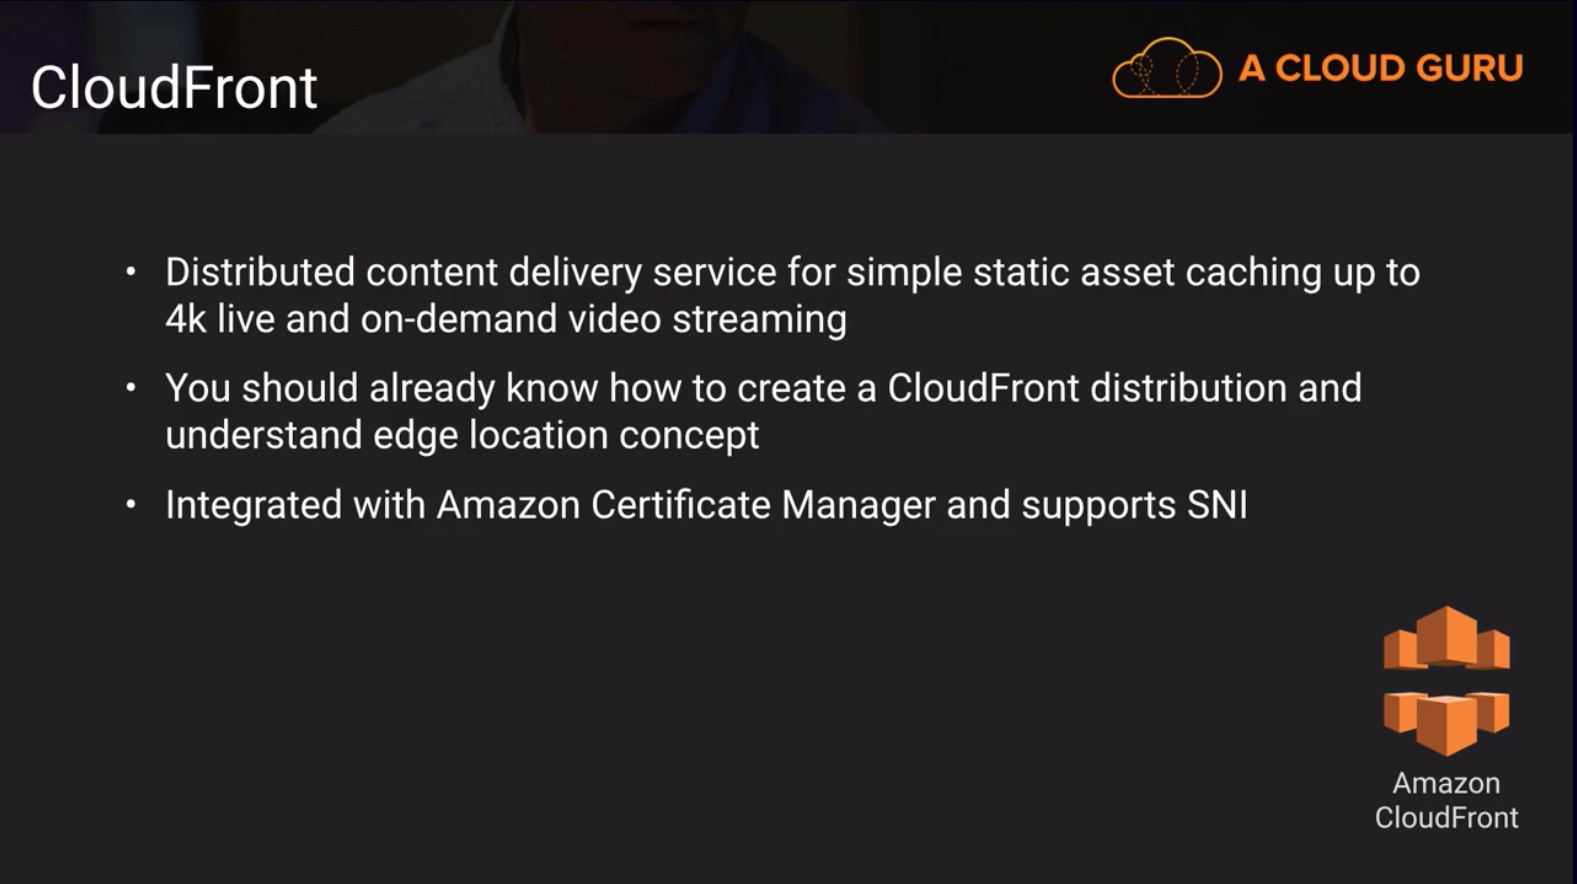 CloudFront
A CLOUD GURU
• Distributed content delivery service for simple static asset caching up to
4k live and on-demand video streaming
• You should already know how to create a CloudFront distribution and
understand edge location concept
• Integrated with Amazon Certificate Manager and supports SNI
Amazon
CloudFront